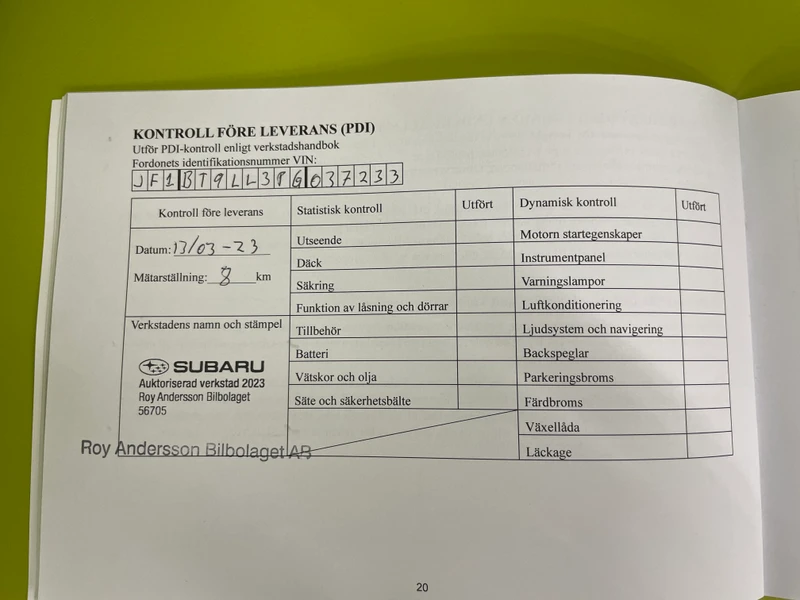 KONTROLL FÖRE LEVERANS (PDI)
Utför PDI-kontroll enligt verkstadshandbok
Fordonets identifikationsnummer VIN:
JF1BT9LL3PG037233
Kontroll före leverans
Statistisk kontroll
Utfört
Dynamisk kontroll
Utfört
Datum: 13/03-23
Mätarställning: 8 km
Utseende
Motorn startegenskaper
Däck
Instrumentpanel
Säkring
Varningslampor
Funktion av låsning och dörrar
Luftkonditionering
Verkstadens namn och stämpel
Tillbehör
Ljudsystem och navigering
Batteri
Backspeglar
Vätskor och olja
Parkeringsbroms
Säte och säkerhetsbälte
Färdbroms
Växellåda
Läckage
SUBARU
Auktoriserad verkstad 2023
Roy Andersson Bilbolaget
56705
Roy Andersson Bilbolaget AB
20